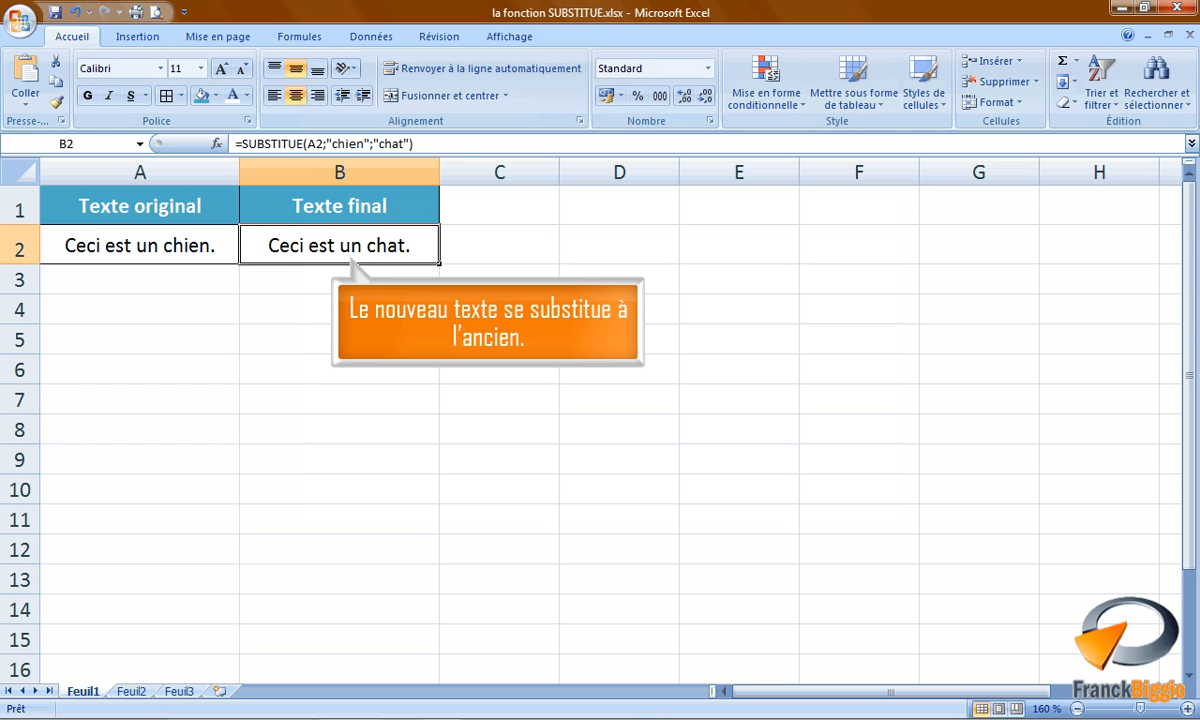 la fonction SUBSTITUE.xlsx - Microsoft Excel
Accueil Insertion Mise en page Formules Données Révision Affichage
Coller
Calibri 11
G I S
Renvoyer à la ligne automatiquement
Fusionner et centrer
Standard
% 000
Mise en forme conditionnelle
Mettre sous forme de tableau
Styles de cellules
Insérer
Supprimer
Format
Trier et filtrer
Rechercher et sélectionner
Presse-... Police Alignement Nombre Style Cellules Édition
B2 fx =SUBSTITUE(A2;"chien";"chat")
A B C D E F G H
1 Texte original Texte final
2 Ceci est un chien. Ceci est un chat.
3
Le nouveau texte se substitue à
l'ancien.
4
5
6
7
8
9
10
11
12
13
14
15
16
FranckBiggio
Feuil1 Feuil2 Feuil3
Prêt 160 %